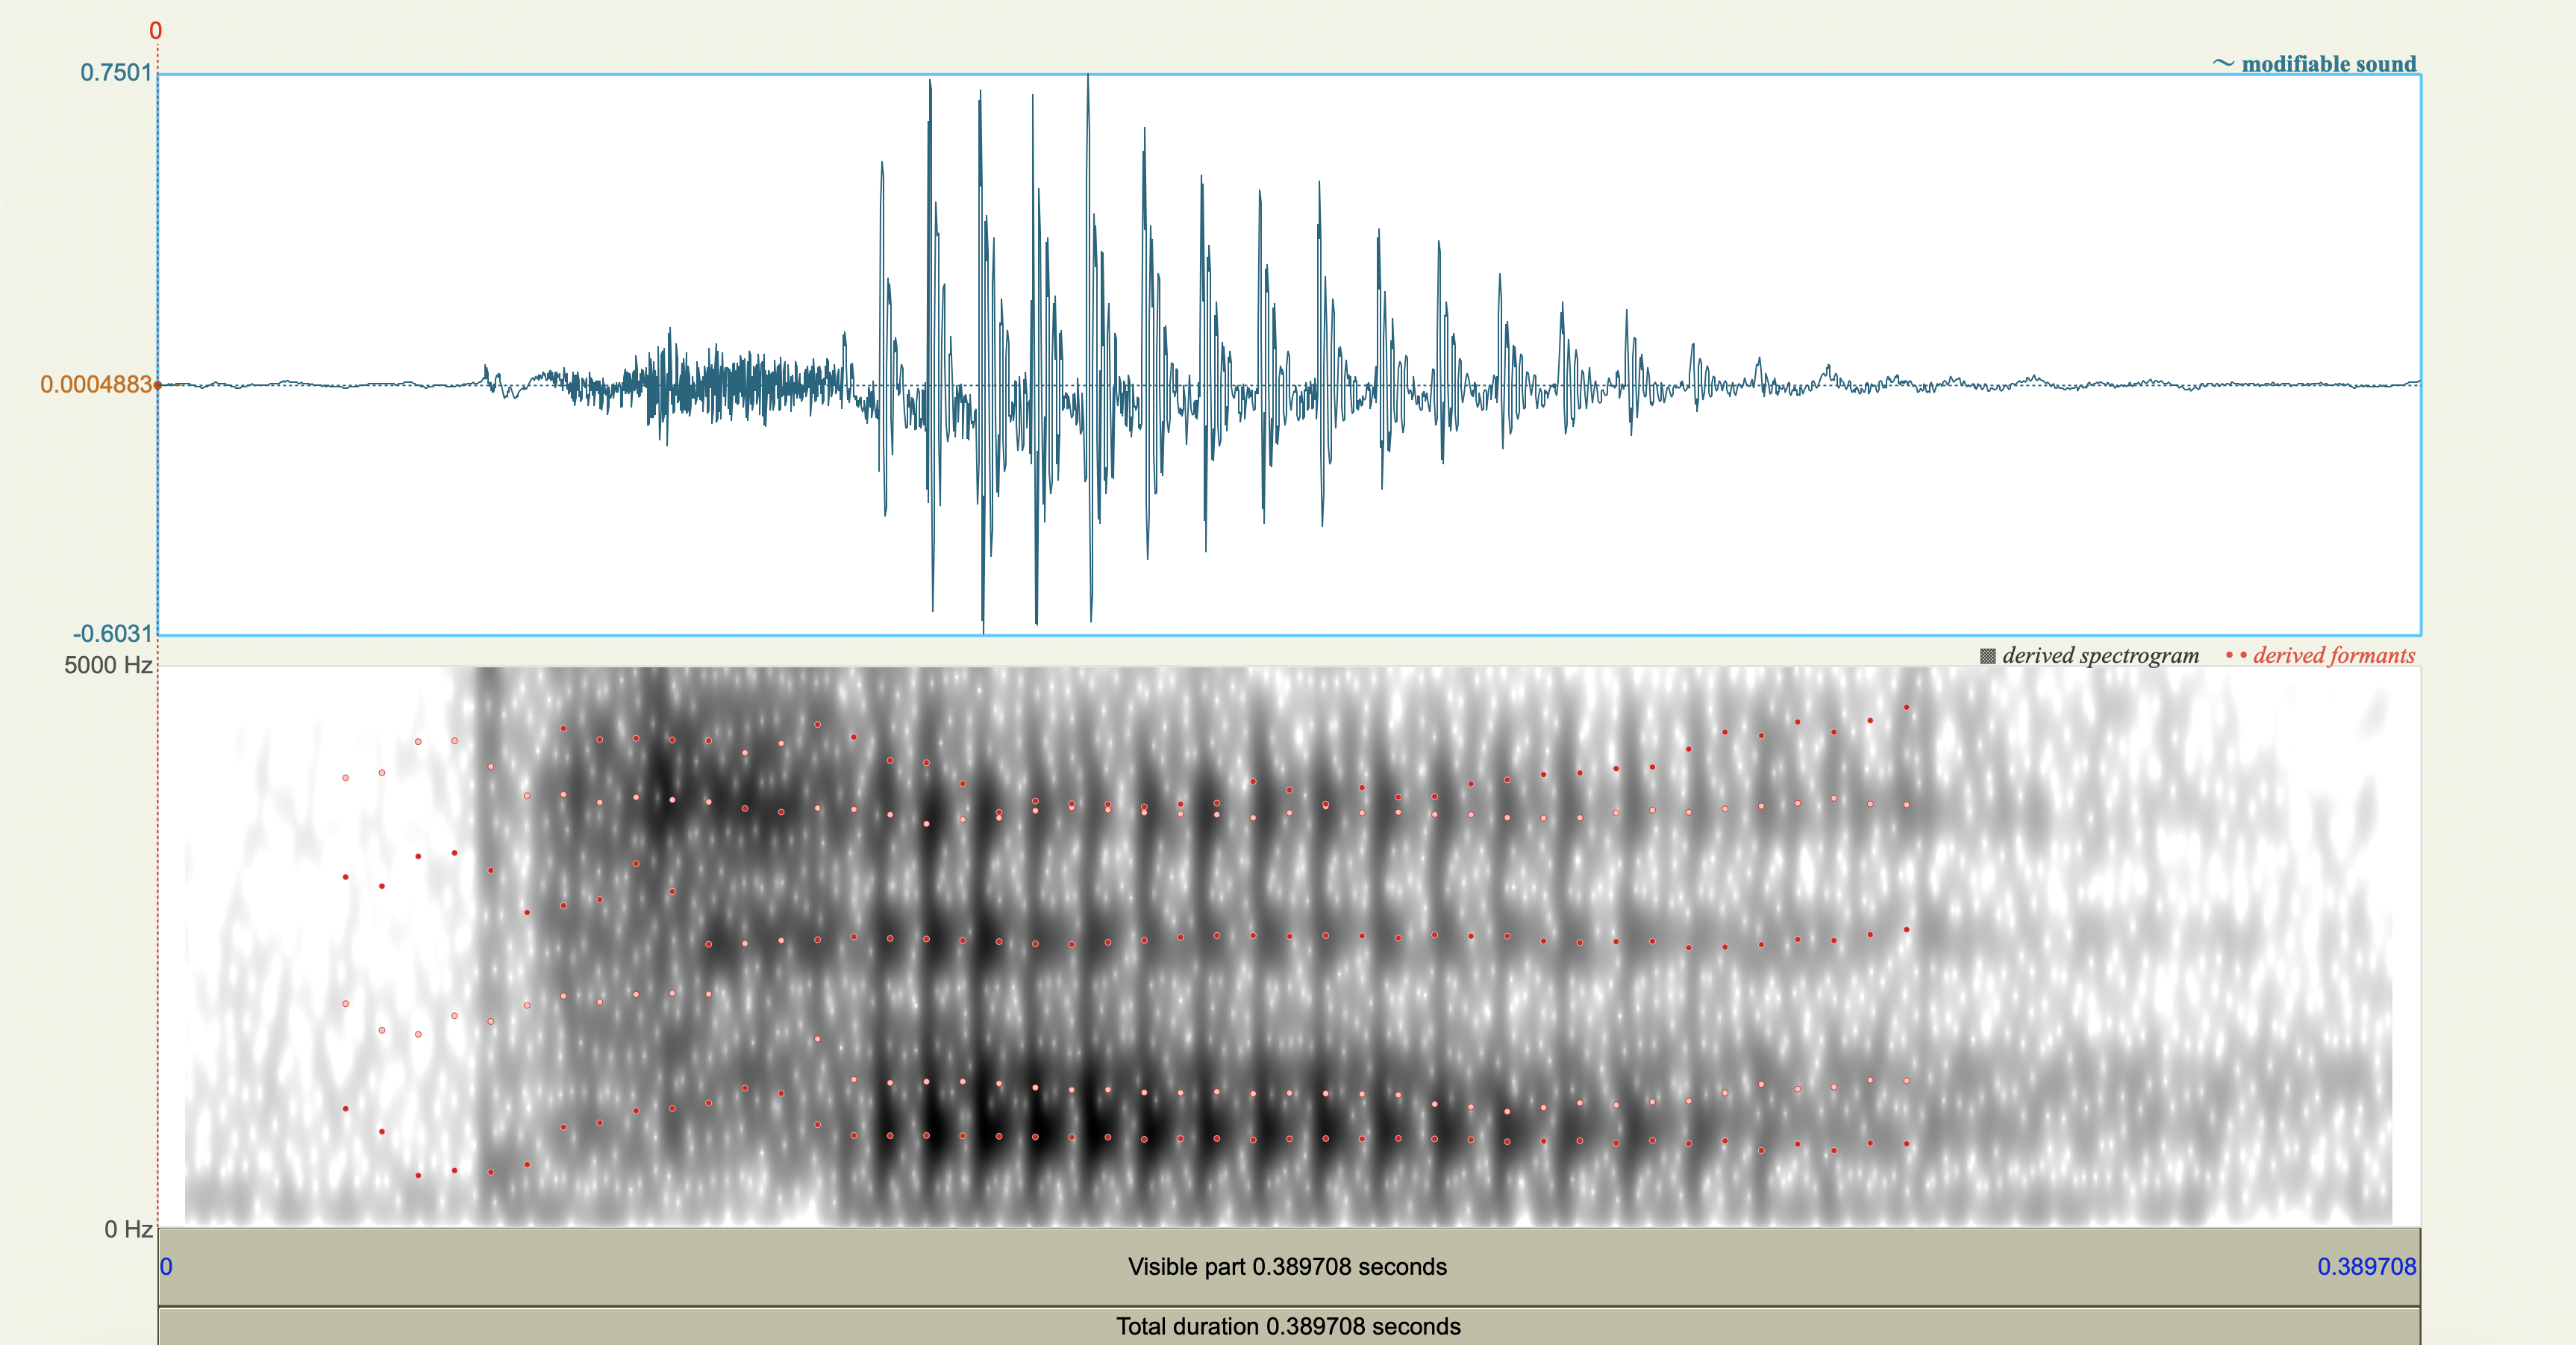 0
0.7501
modifiable sound
0.0004883
-0.6031
5000 Hz
derived spectrogram derived formants
0 Hz
0 Visible part 0.389708 seconds 0.389708
Total duration 0.389708 seconds